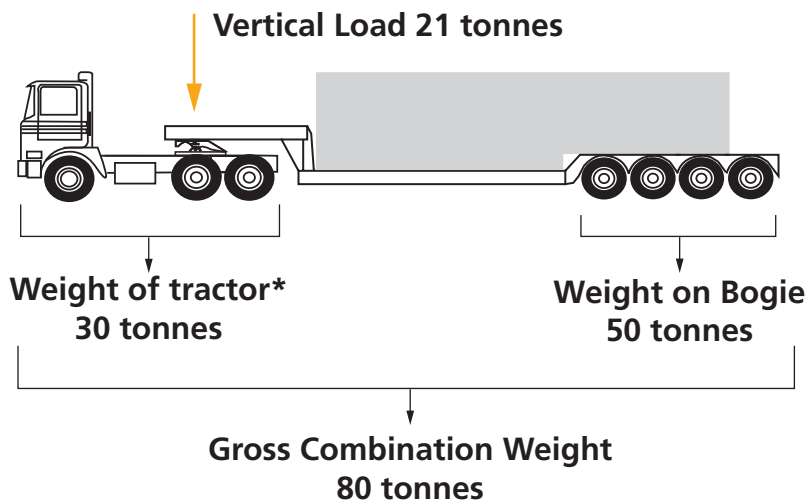 Vertical Load 21 tonnes
Weight of tractor*
30 tonnes
Weight on Bogie
50 tonnes
Gross Combination Weight
80 tonnes